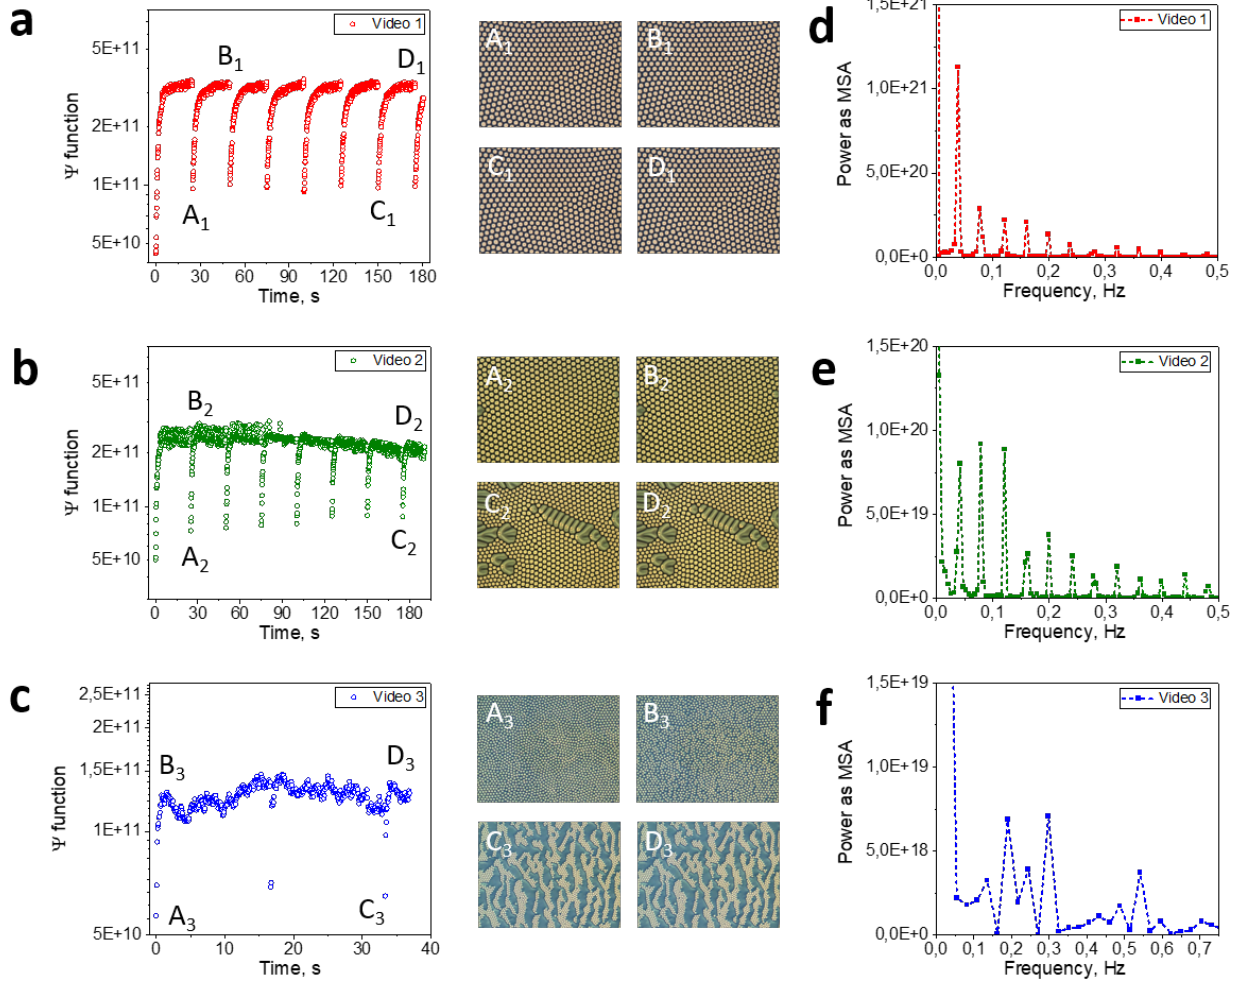 a
Video 1
B₁
D₁
A₁
C₁
5E+11
2E+11
1E+11
5E+10
Ψ function
0
30
60
90
120
150
180
Time, s
A₁
B₁
C₁
D₁
d
Video 1
1,5E+21
1,0E+21
5,0E+20
0,0E+0
Power as MSA
0,0
0,1
0,2
0,3
0,4
0,5
Frequency, Hz
b
Video 2
B₂
D₂
A₂
C₂
5E+11
2E+11
1E+11
5E+10
Ψ function
0
30
60
90
120
150
180
Time, s
A₂
B₂
C₂
D₂
e
Video 2
1,5E+20
1,0E+20
5,0E+19
0,0E+0
Power as MSA
0,0
0,1
0,2
0,3
0,4
0,5
Frequency, Hz
c
Video 3
B₃
D₃
A₃
C₃
2,5E+11
2E+11
1,5E+11
1E+11
5E+10
Ψ function
0
10
20
30
40
Time, s
A₃
B₃
C₃
D₃
f
Video 3
1,5E+19
1,0E+19
5,0E+18
0,0E+0
Power as MSA
0,0
0,1
0,2
0,3
0,4
0,5
0,6
0,7
Frequency, Hz